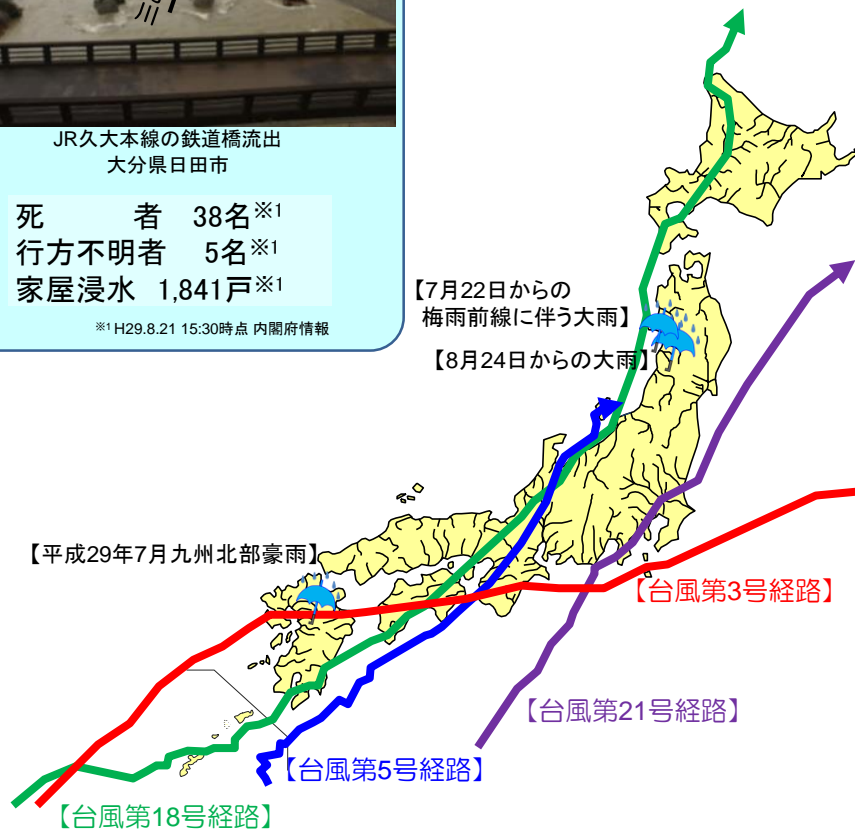 川
JR久大本線の鉄道橋流出
大分県日田市
死　　者　38名※1
行方不明者　5名※1
家屋浸水　1,841戸※1
※1 H29.8.21 15:30時点 内閣府情報
【7月22日からの
梅雨前線に伴う大雨】
【8月24日からの大雨】
【平成29年7月九州北部豪雨】
【台風第3号経路】
【台風第21号経路】
【台風第5号経路】
【台風第18号経路】